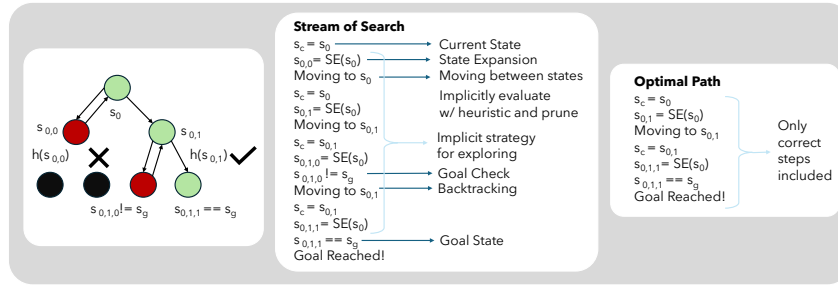 s0
s0,0
s0,1
h(s0,0)
h(s0,1)
s0,1,0!= sg
s0,1,1 == sg
Stream of Search
sc = s0
s0,0= SE(s0)
Moving to s0
sc = s0
s0,1= SE(s0)
Moving to s0,1
sc = s0,1
s0,1,0= SE(s0)
s0,1,0 != sg
Moving to s0,1
sc = s0,1
s0,1,1= SE(s0)
s0,1,1 == sg
Goal Reached!
Current State
State Expansion
Moving between states
Implicitly evaluate
w/ heuristic and prune
Implicit strategy
for exploring
Goal Check
Backtracking
Goal State
Optimal Path
sc = s0
s0,1 = SE(s0)
Moving to s0,1
sc = s0,1
s0,1,1= SE(s0)
s0,1,1 == sg
Goal Reached!
Only
correct
steps
included